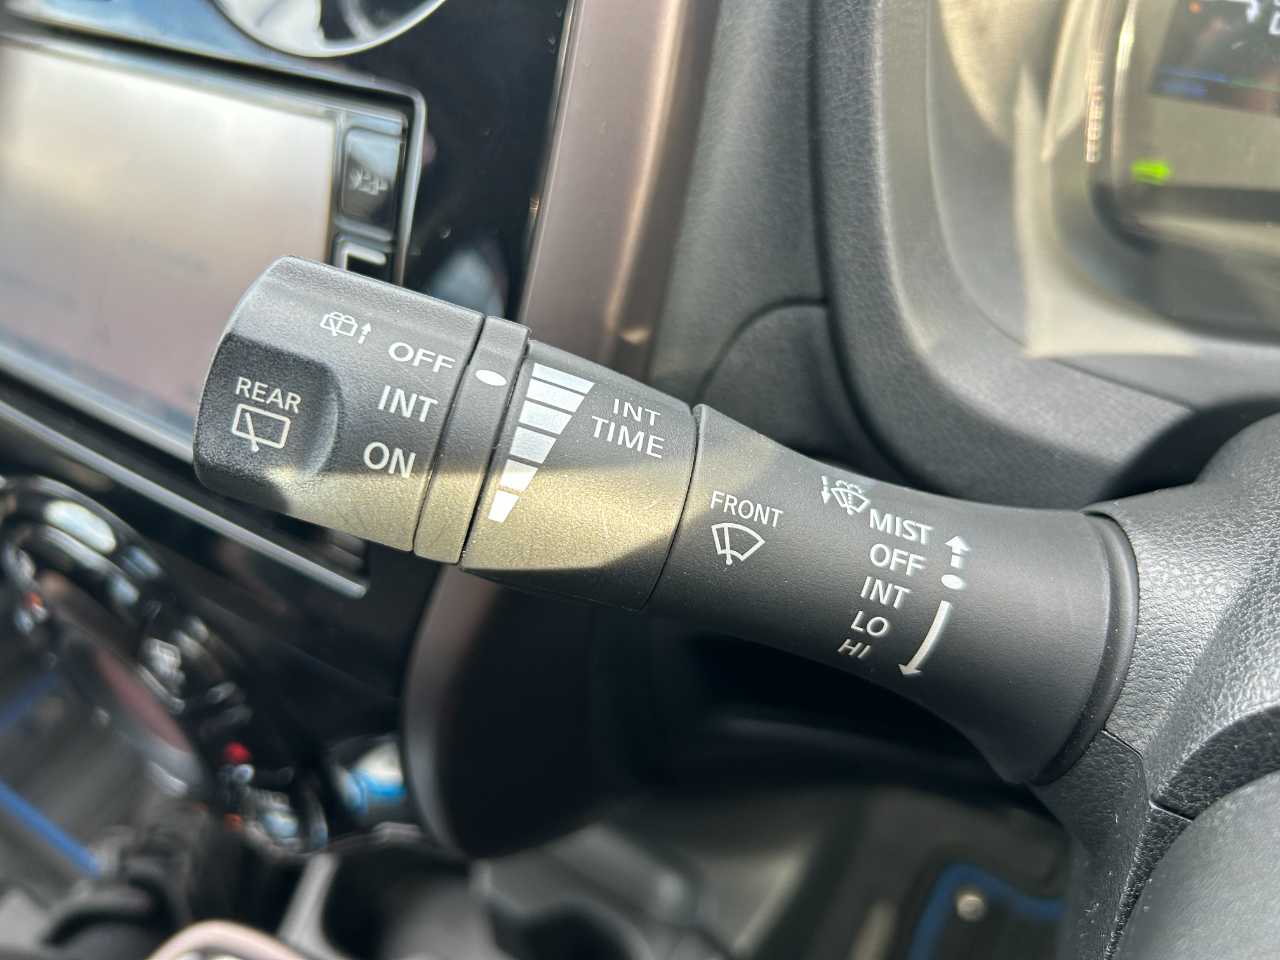 REAR
OFF
INT
ON
INT
TIME
FRONT
MIST
OFF
INT
LO
HI